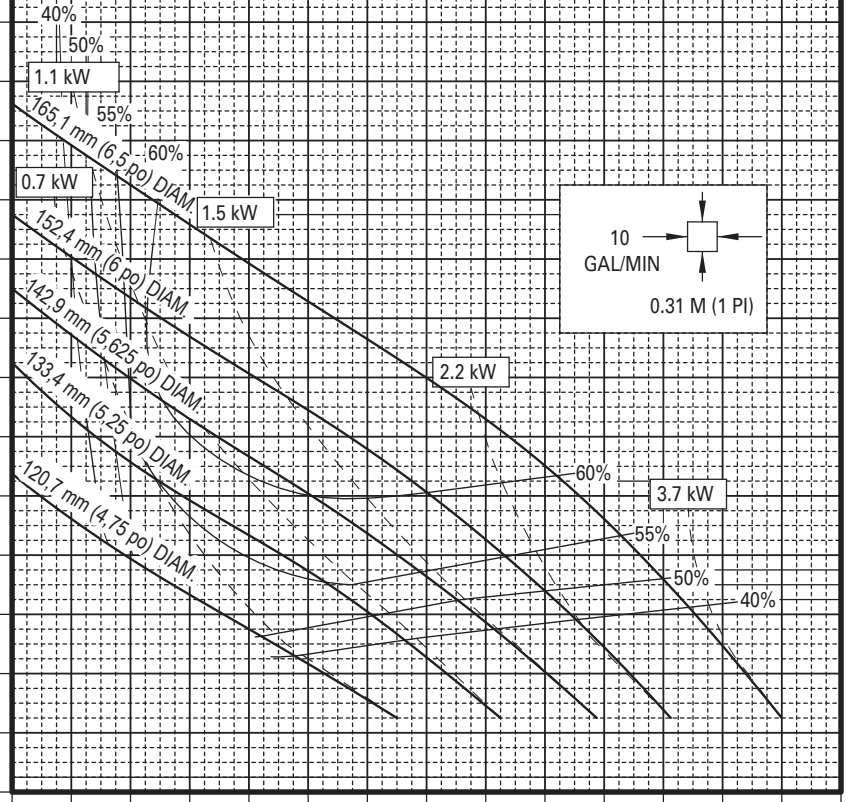 40%
50%
1.1 kW
55%
165,1 mm (6,5 po) DIAM.
60%
0.7 kW
1.5 kW
152,4 mm (6 po) DIAM.
10
GAL/MIN
0.31 M (1 PI)
142,9 mm (5,625 po) DIAM.
133,4 mm (5,25 po) DIAM.
2.2 kW
120,7 mm (4,75 po) DIAM.
60%
3.7 kW
55%
50%
40%